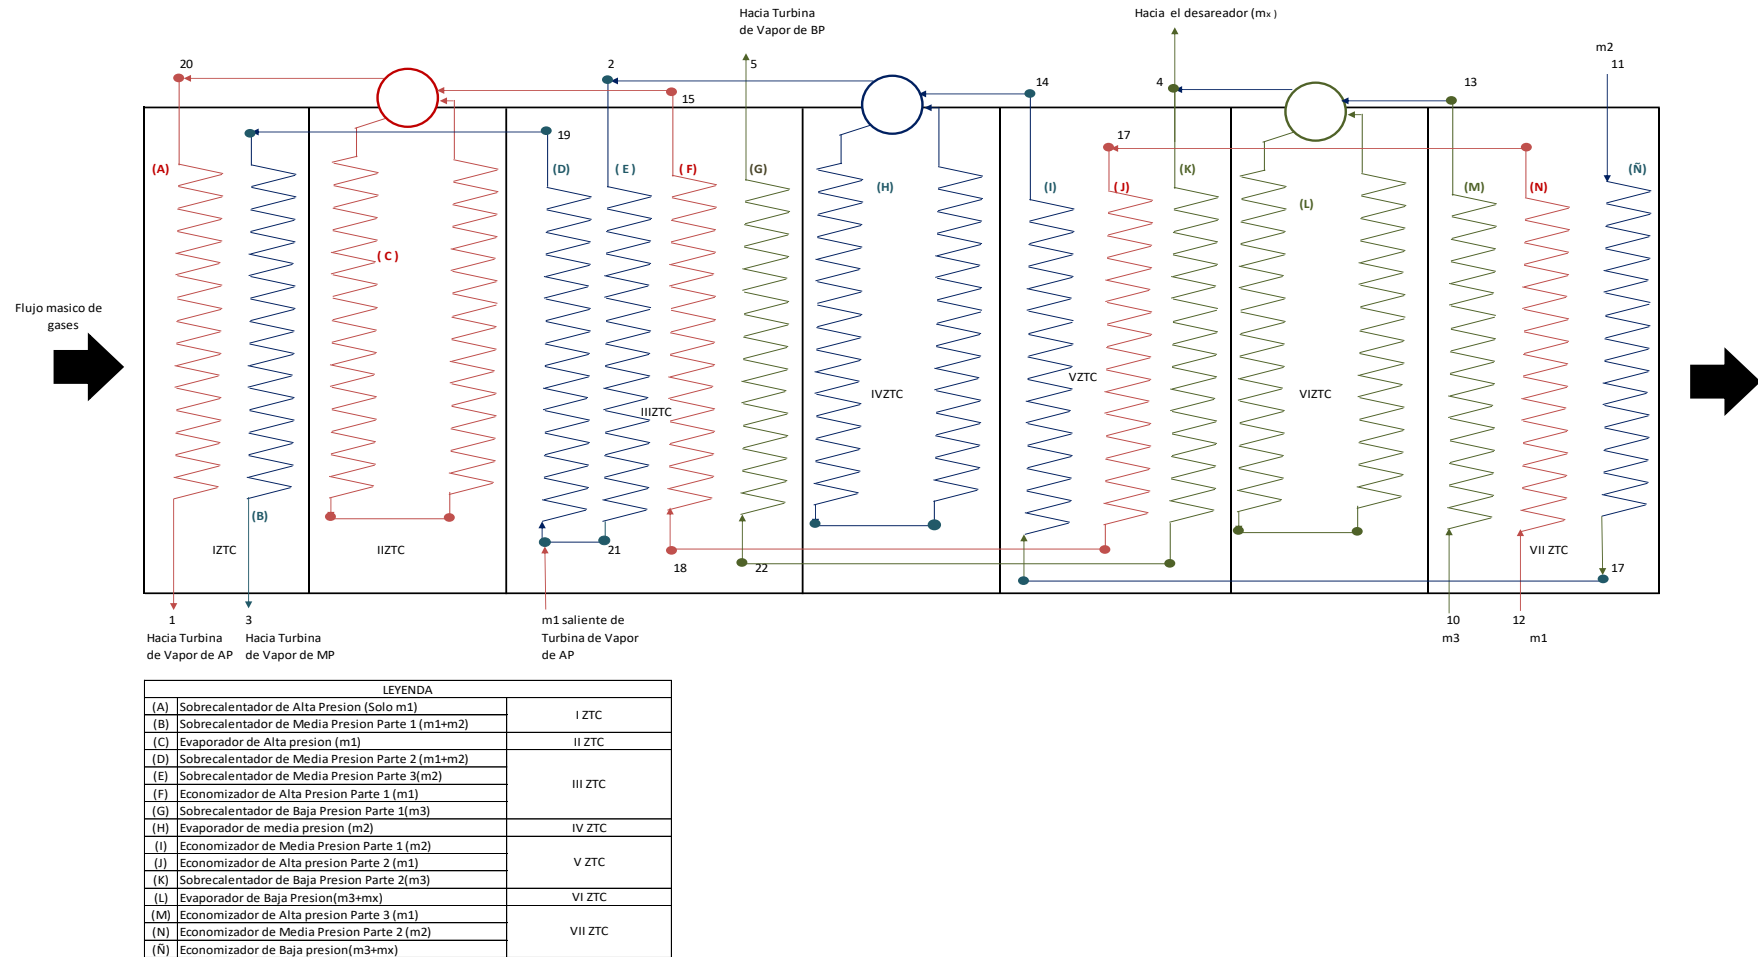 Hacia Turbina
de Vapor de BP
Hacia el desareador (mx )
m2
20
2
5
14
4
13
11
15
19
17
(A)
(D)
( E )
( F)
(G)
(H)
(I)
( J)
(K)
(L)
(M)
(N)
(Ñ)
( C )
Flujo masico de
gases
IIIZTC
IVZTC
VZTC
VIZTC
(B)
IZTC
IIZTC
21
18
22
VII ZTC
17
1
Hacia Turbina
de Vapor de AP
3
Hacia Turbina
de Vapor de MP
m1 saliente de
Turbina de Vapor
de AP
10
m3
12
m1
LEYENDA
(A) Sobrecalentador de Alta Presion (Solo m1)
I ZTC
(B) Sobrecalentador de Media Presion Parte 1 (m1+m2)
(C) Evaporador de Alta presion (m1) II ZTC
(D) Sobrecalentador de Media Presion Parte 2 (m1+m2)
(E) Sobrecalentador de Media Presion Parte 3(m2)
III ZTC
(F) Economizador de Alta Presion Parte 1 (m1)
(G) Sobrecalentador de Baja Presion Parte 1(m3)
(H) Evaporador de media presion (m2) IV ZTC
(I) Economizador de Media Presion Parte 1 (m2)
(J) Economizador de Alta presion Parte 2 (m1) V ZTC
(K) Sobrecalentador de Baja Presion Parte 2(m3)
(L) Evaporador de Baja Presion(m3+mx) VI ZTC
(M) Economizador de Alta presion Parte 3 (m1)
(N) Economizador de Media Presion Parte 2 (m2) VII ZTC
(Ñ) Economizador de Baja presion(m3+mx)